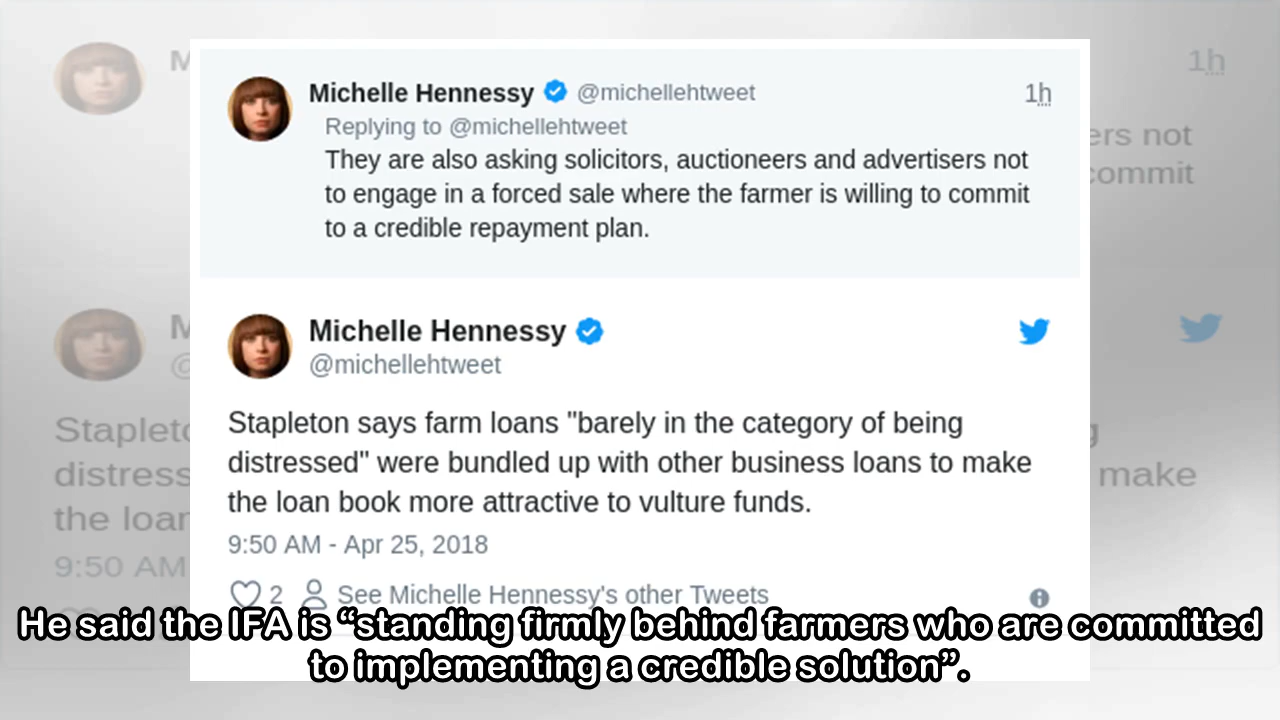 Michelle Hennessy @michellehtweet 1h
Replying to @michellehtweet
They are also asking solicitors, auctioneers and advertisers not
to engage in a forced sale where the farmer is willing to commit
to a credible repayment plan.
Michelle Hennessy
@michellehtweet
Stapleton says farm loans "barely in the category of being
distressed" were bundled up with other business loans to make
the loan book more attractive to vulture funds.
9:50 AM - Apr 25, 2018
2 See Michelle Hennessy's other Tweets
He said the IFA is “standing firmly behind farmers who are committed
to implementing a credible solution”.